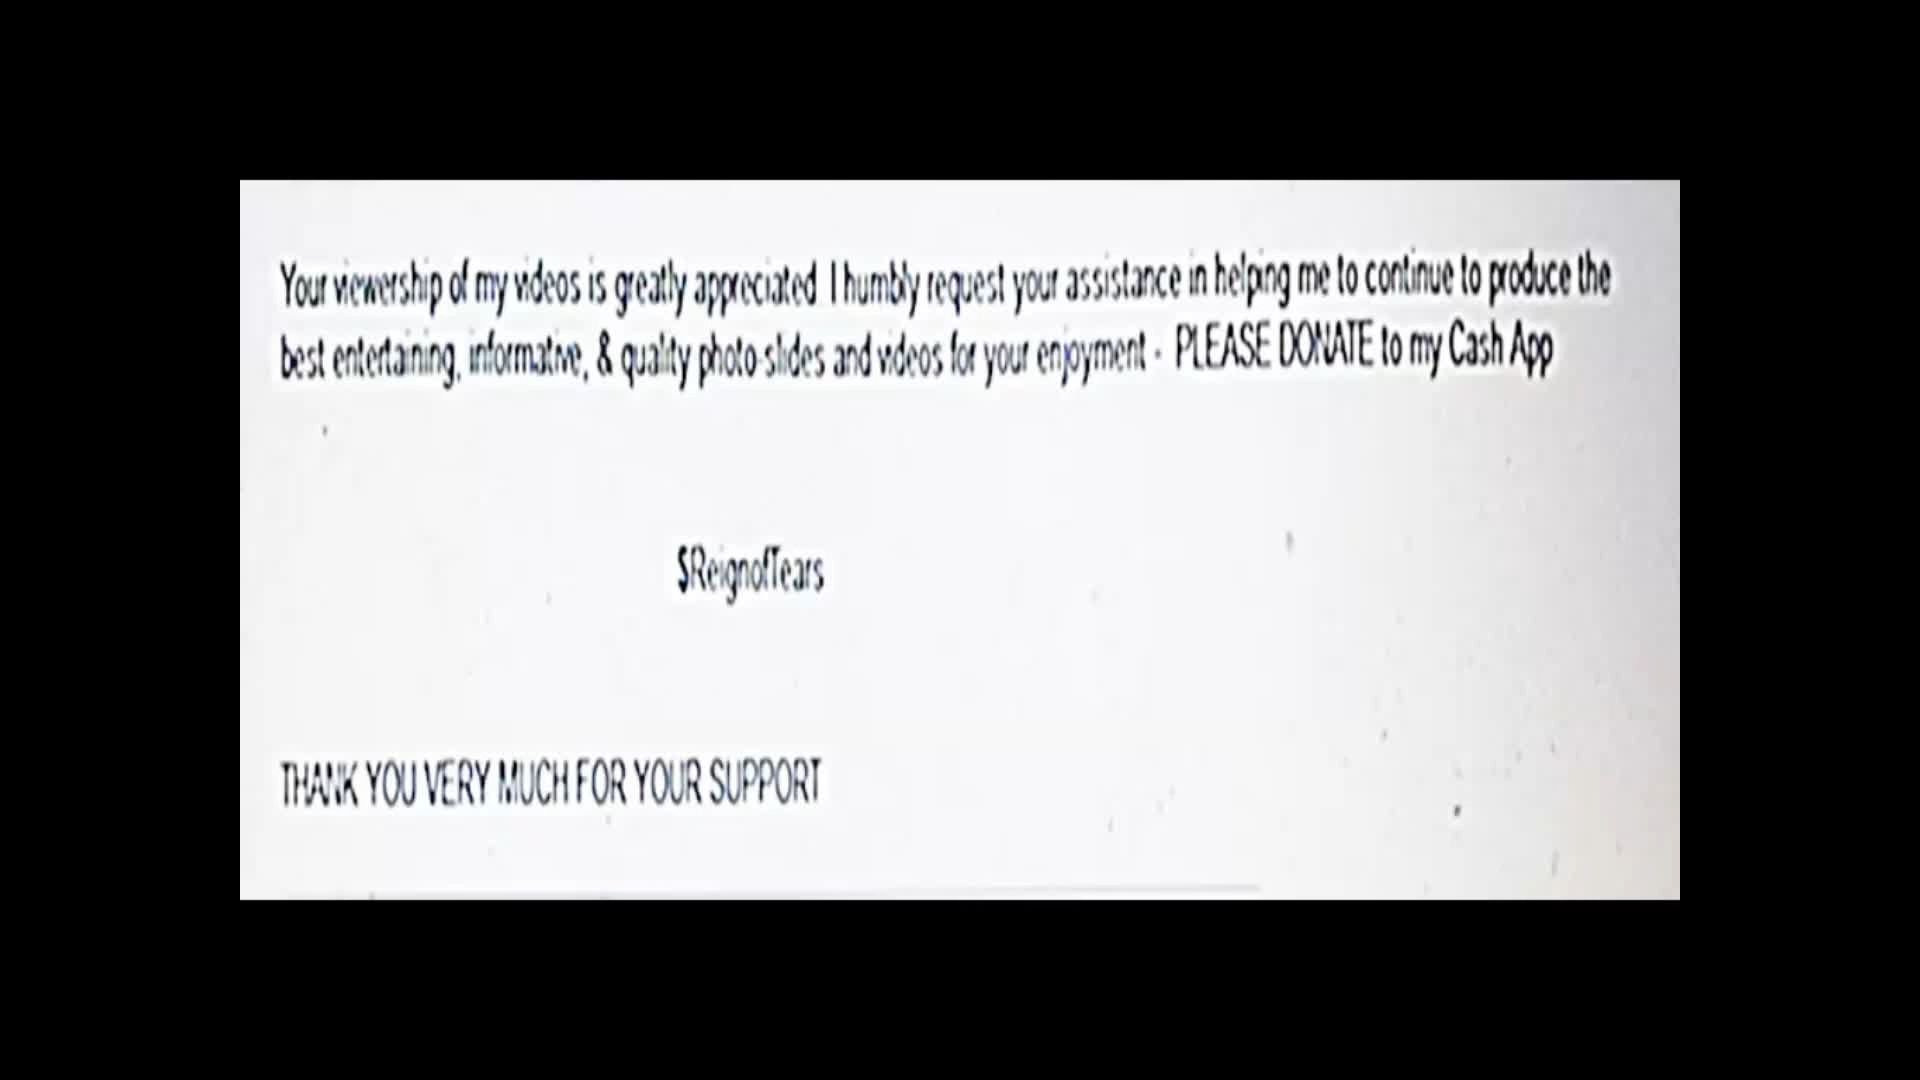 Your viewership of my videos is greatly appreciated I humbly request your assistance in helping me to continue to produce the
best entertaining, informative, & quality photo-slides and videos for your enjoyment - PLEASE DONATE to my Cash App
$ReignofTears
THANK YOU VERY MUCH FOR YOUR SUPPORT